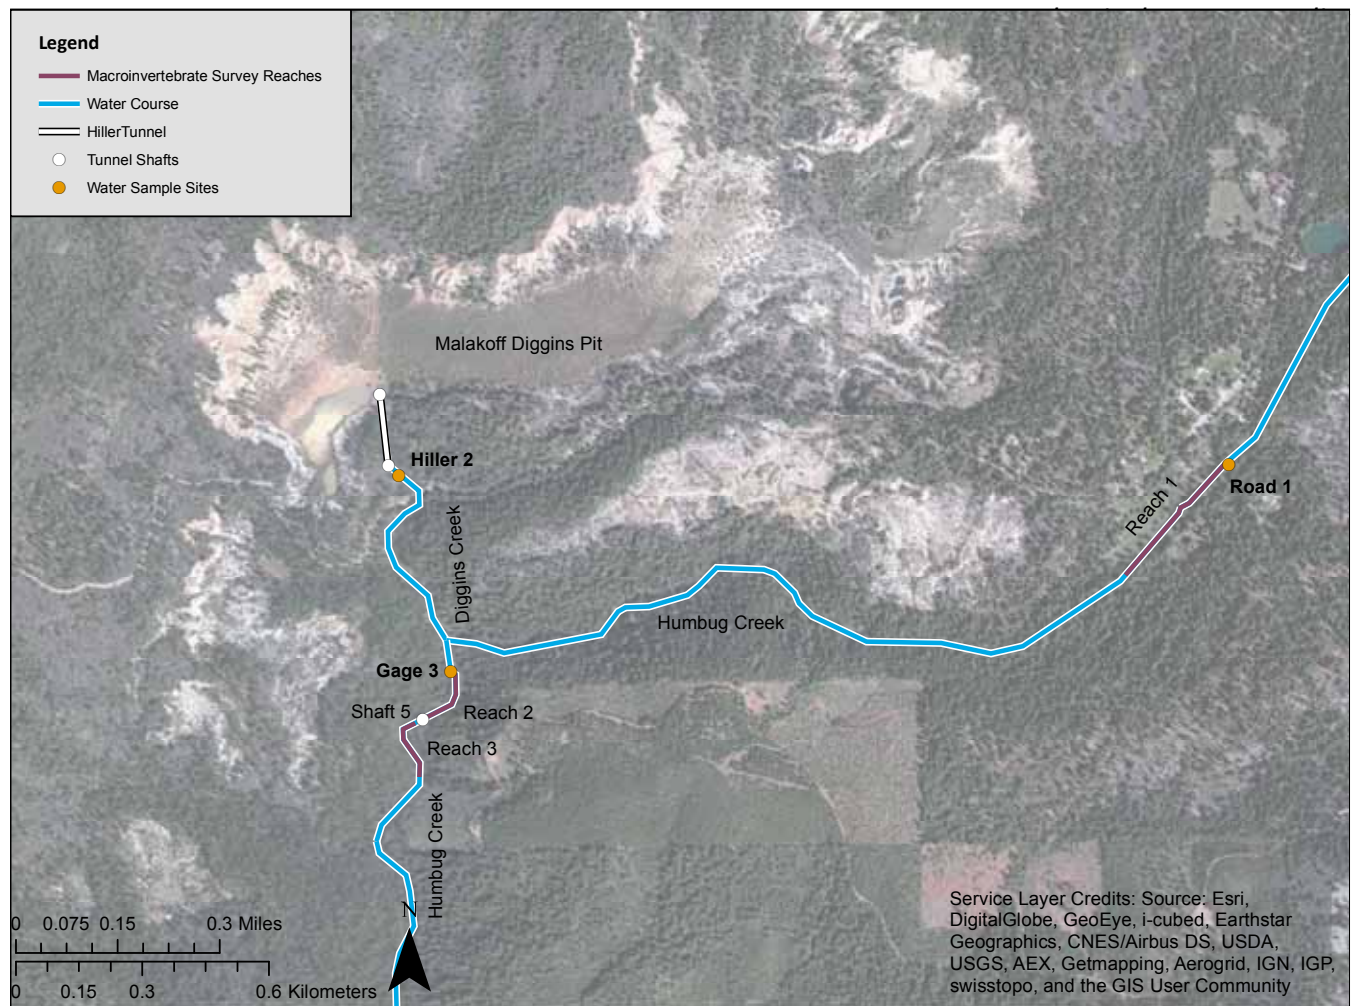 Legend
Macroinvertebrate Survey Reaches
Water Course
HillerTunnel
Tunnel Shafts
Water Sample Sites
Malakoff Diggins Pit
Hiller 2
Road 1
Reach 1
Diggins Creek
Humbug Creek
Gage 3
Shaft 5
Reach 2
Reach 3
Humbug Creek
N
0 0.075 0.15 0.3 Miles
0 0.15 0.3 0.6 Kilometers
Service Layer Credits: Source: Esri,
DigitalGlobe, GeoEye, i-cubed, Earthstar
Geographics, CNES/Airbus DS, USDA,
USGS, AEX, Getmapping, Aerogrid, IGN, IGP,
swisstopo, and the GIS User Community